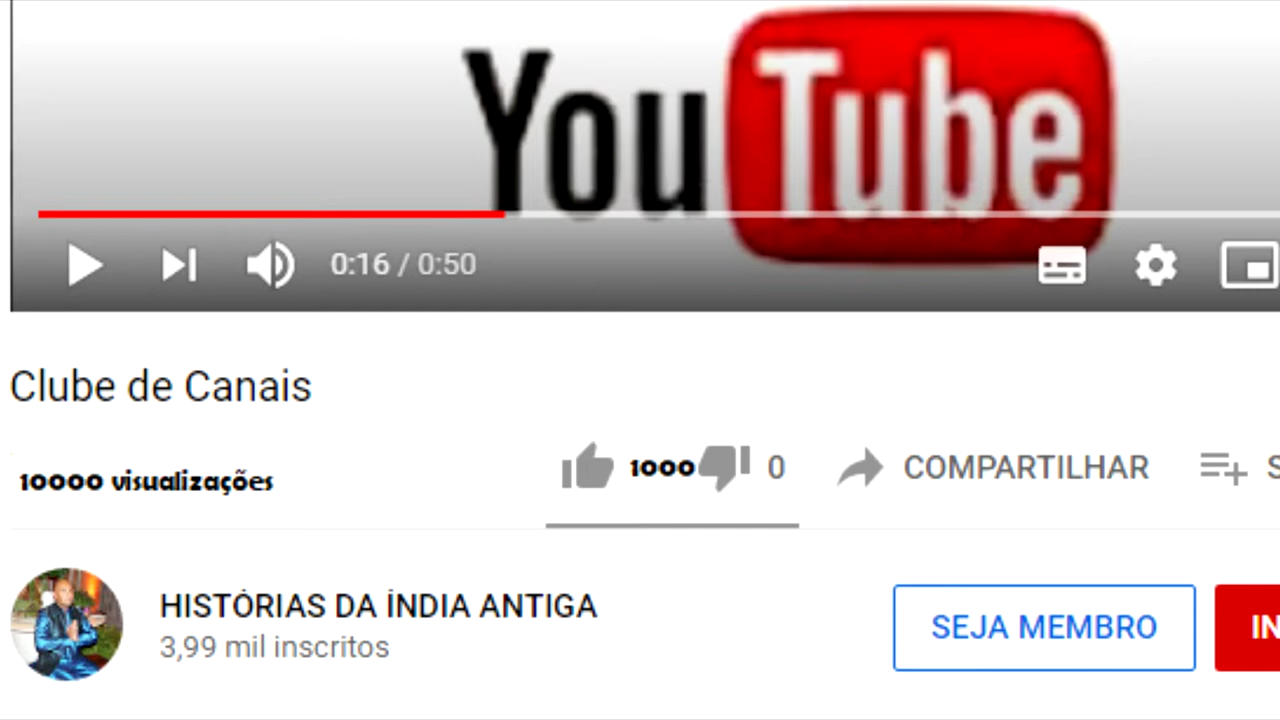 YouTube
0:16 / 0:50
Clube de Canais
10000 visualizações
1000 0 COMPARTILHAR S
HISTÓRIAS DA ÍNDIA ANTIGA
3,99 mil inscritos
SEJA MEMBRO IN